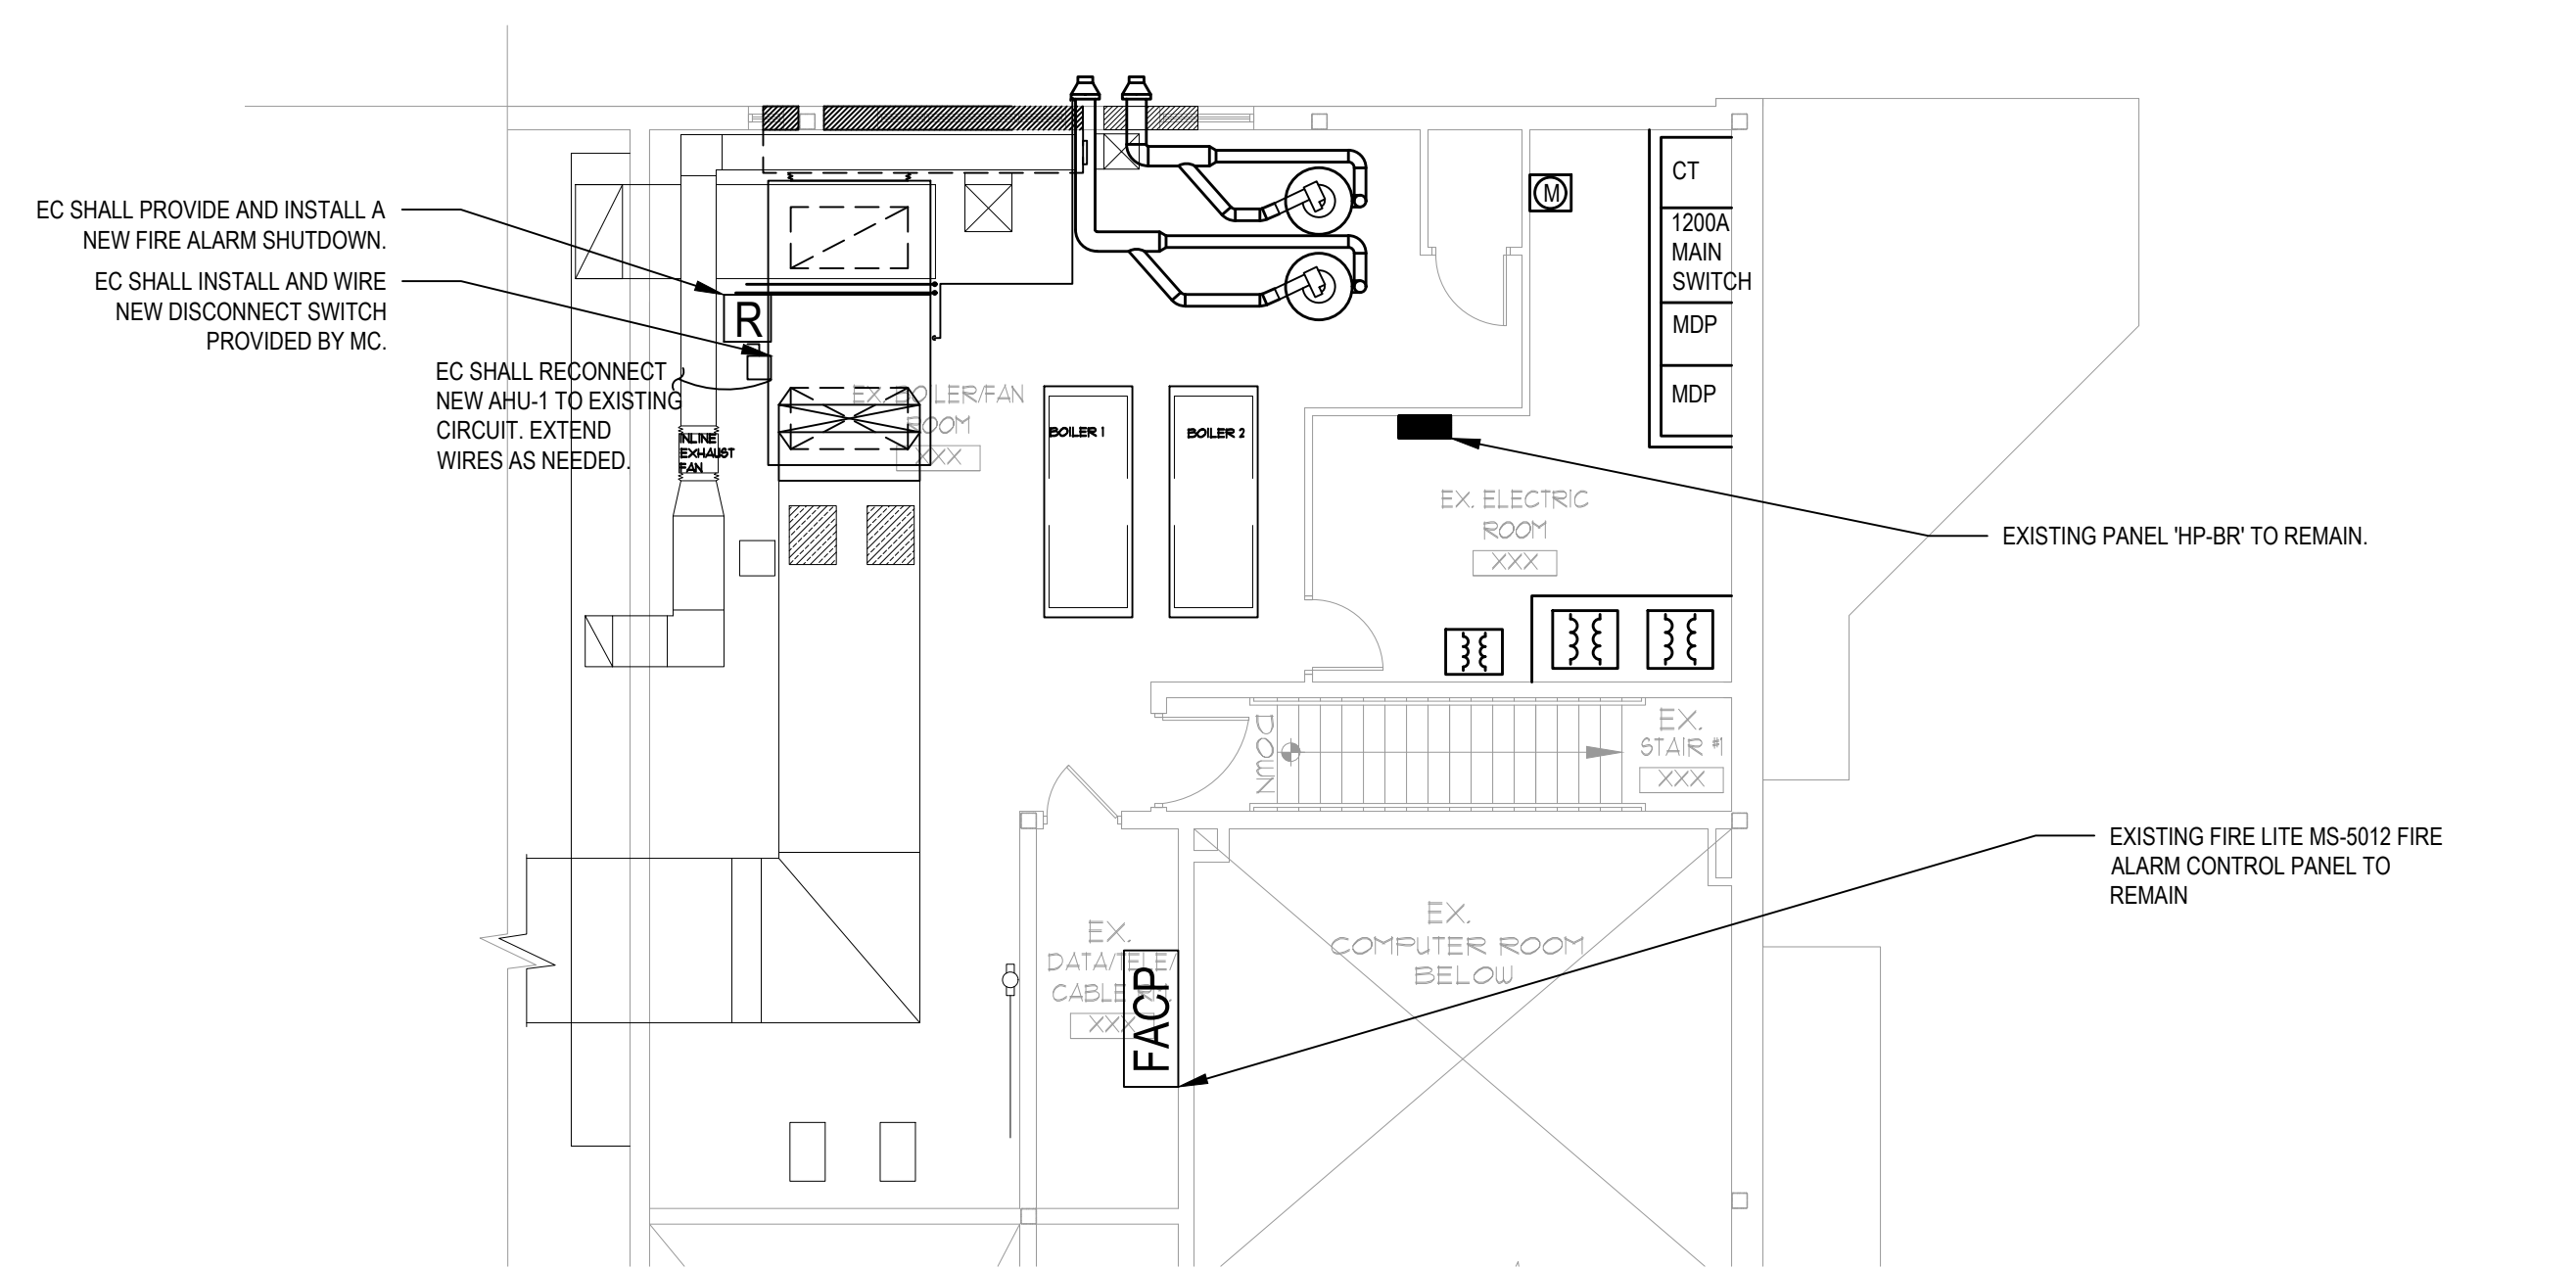 EC SHALL PROVIDE AND INSTALL A
NEW FIRE ALARM SHUTDOWN.
EC SHALL INSTALL AND WIRE
NEW DISCONNECT SWITCH
PROVIDED BY MC.
EC SHALL RECONNECT
NEW AHU-1 TO EXISTING
CIRCUIT. EXTEND
WIRES AS NEEDED.
R
INLINE
EXHAUST
FAN
EX. BOILER/FAN
ROOM
XXX
BOILER 1
BOILER 2
M
CT
1200A
MAIN
SWITCH
MDP
MDP
EX. ELECTRIC
ROOM
XXX
EXISTING PANEL 'HP-BR' TO REMAIN.
DOWN
EX.
STAIR #1
XXX
EXISTING FIRE LITE MS-5012 FIRE
ALARM CONTROL PANEL TO
REMAIN
EX.
DATA/TELE/
CABLE
XXX
FACP
EX.
COMPUTER ROOM
BELOW